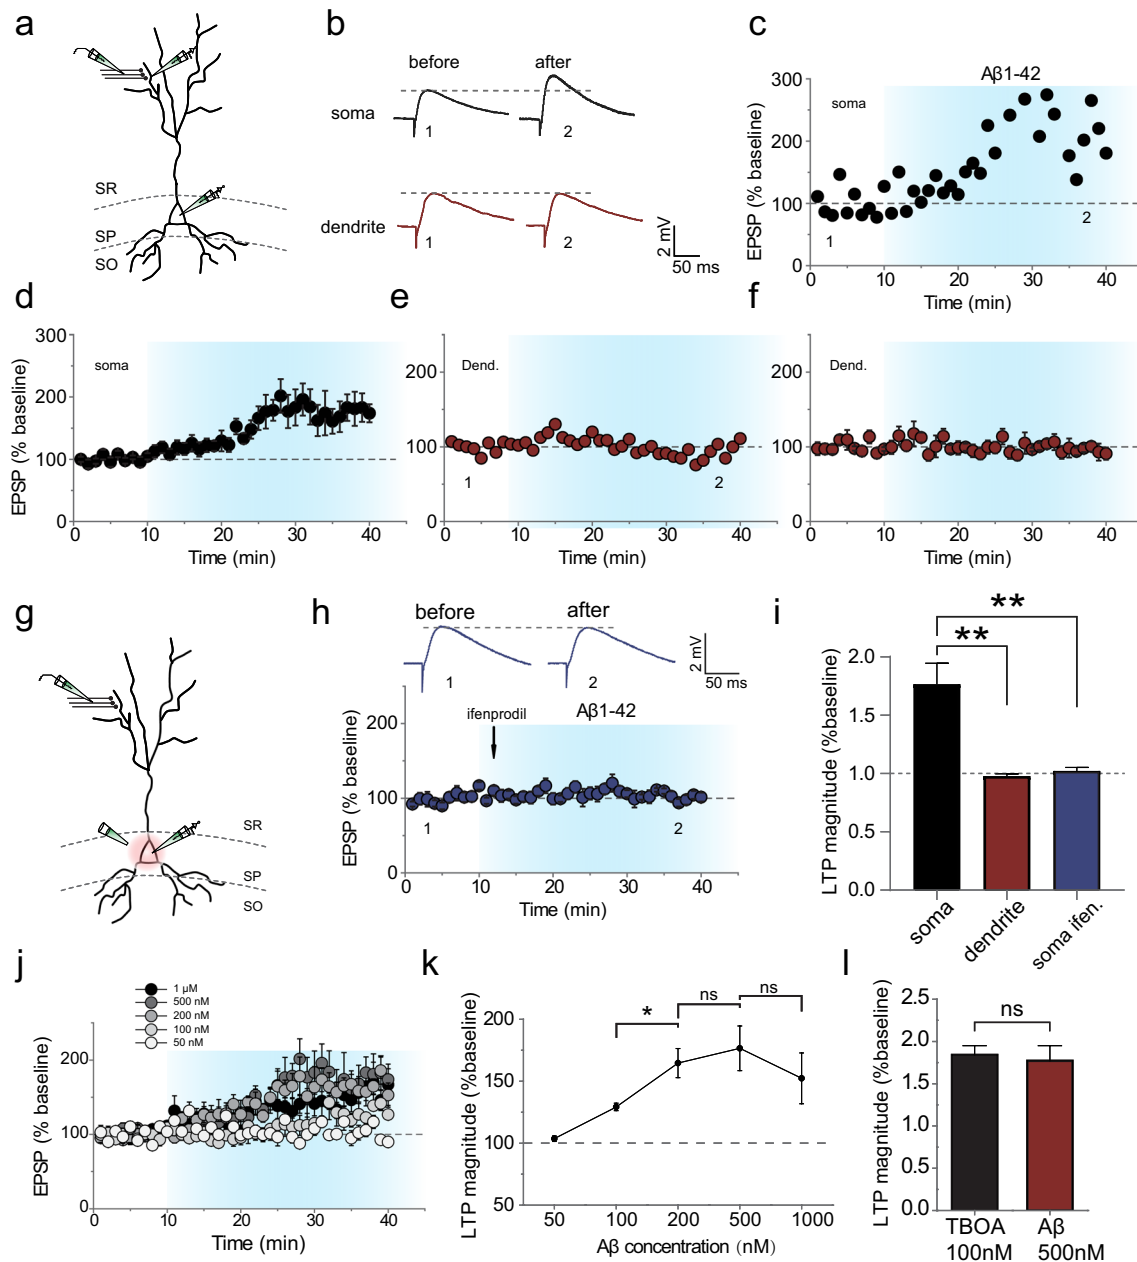 a
SR
SP
SO
b
before after
soma
1 2
dendrite
1 2
2 mV
50 ms
c
Aβ1-42
soma
EPSP (% baseline)
300
200
100
0
1
2
0 10 20 30 40
Time (min)
d
EPSP (% baseline)
300
200
100
0
soma
0 10 20 30 40
Time (min)
e
200
100
0
Dend.
1
2
0 10 20 30 40
Time (min)
f
200
100
0
Dend.
0 10 20 30 40
Time (min)
g
SR
SP
SO
h
before after
1 2
2 mV
50 ms
ifenprodil
Aβ1-42
EPSP (% baseline)
200
100
0
1
2
0 10 20 30 40
Time (min)
i
**
**
LTP magnitude (%baseline)
2.0
1.5
1.0
0.5
0.0
soma
dendrite
soma ifen.
j
1 µM
500 nM
200 nM
100 nM
50 nM
EPSP (% baseline)
200
100
0
0 10 20 30 40
Time (min)
k
LTP magnitude (%baseline)
200
150
100
50
* ns ns
50 100 200 500 1000
Aβ concentration (nM)
l
LTP magnitude (%baseline)
2.5
2.0
1.5
1.0
0.5
0.0
ns
TBOA Aβ
100nM 500nM